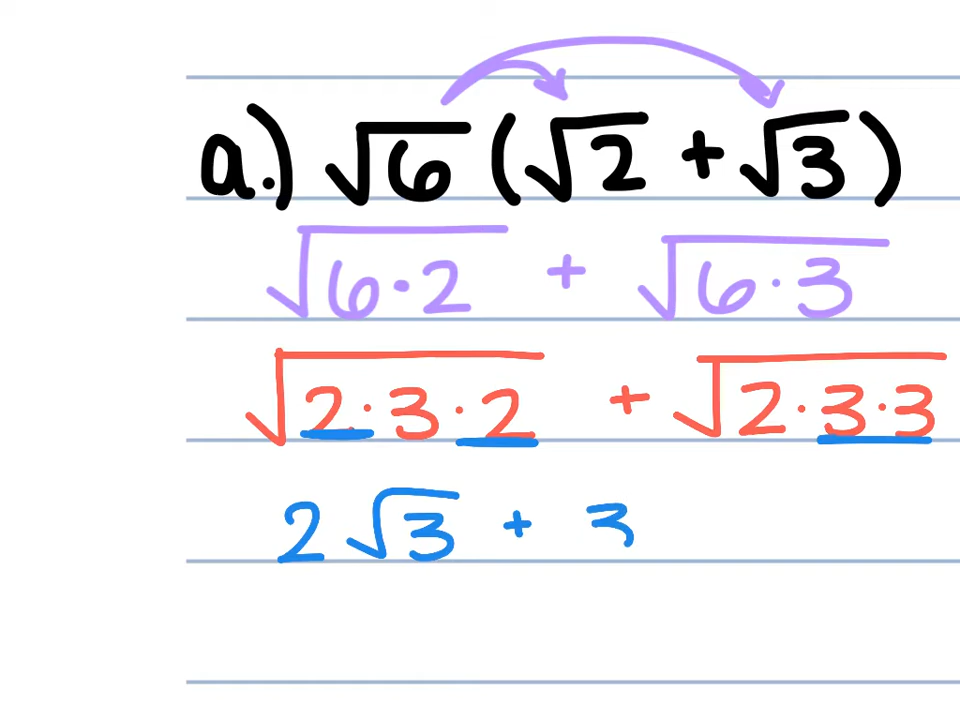 a.) √6 (√2 + √3)
√6·2 + √6·3
√2·3·2 + √2·3·3
2√3 + 3